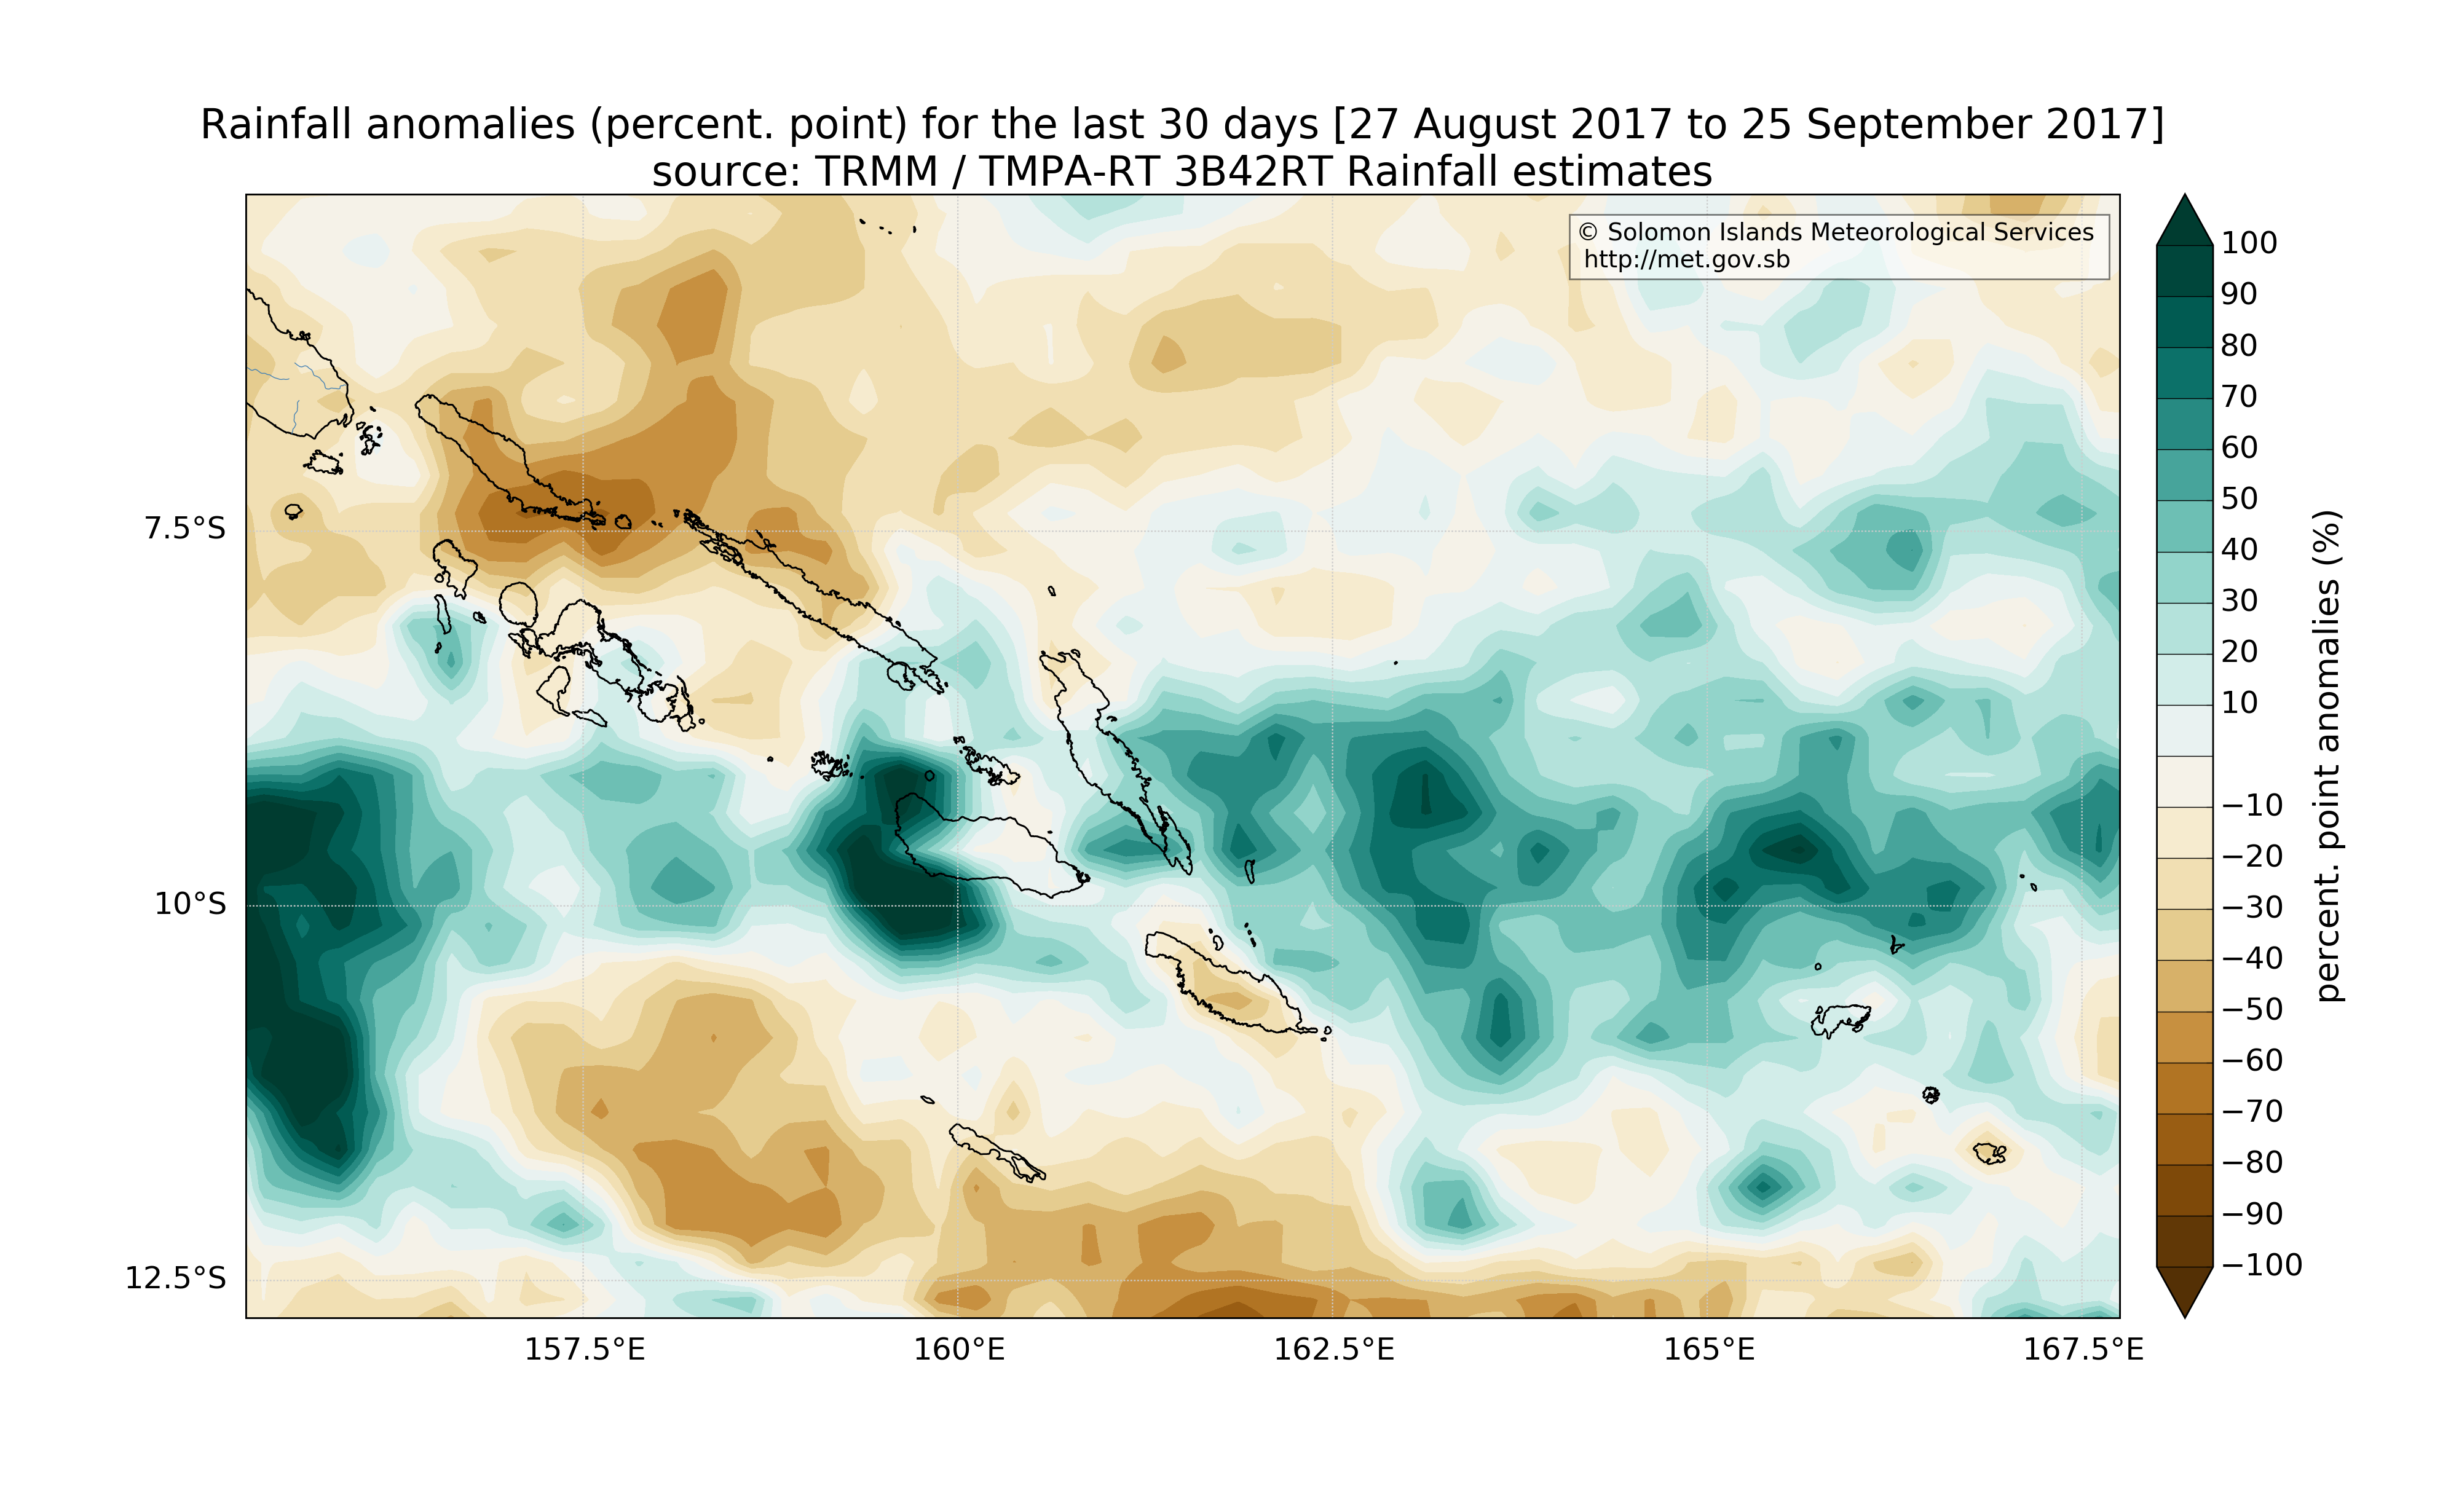 Rainfall anomalies (percent. point) for the last 30 days [27 August 2017 to 25 September 2017]
source: TRMM / TMPA-RT 3B42RT Rainfall estimates
© Solomon Islands Meteorological Services
http://met.gov.sb
7.5°S
10°S
12.5°S
157.5°E
160°E
162.5°E
165°E
167.5°E
100
90
80
70
60
50
40
30
20
10
−10
−20
−30
−40
−50
−60
−70
−80
−90
−100
percent. point anomalies (%)